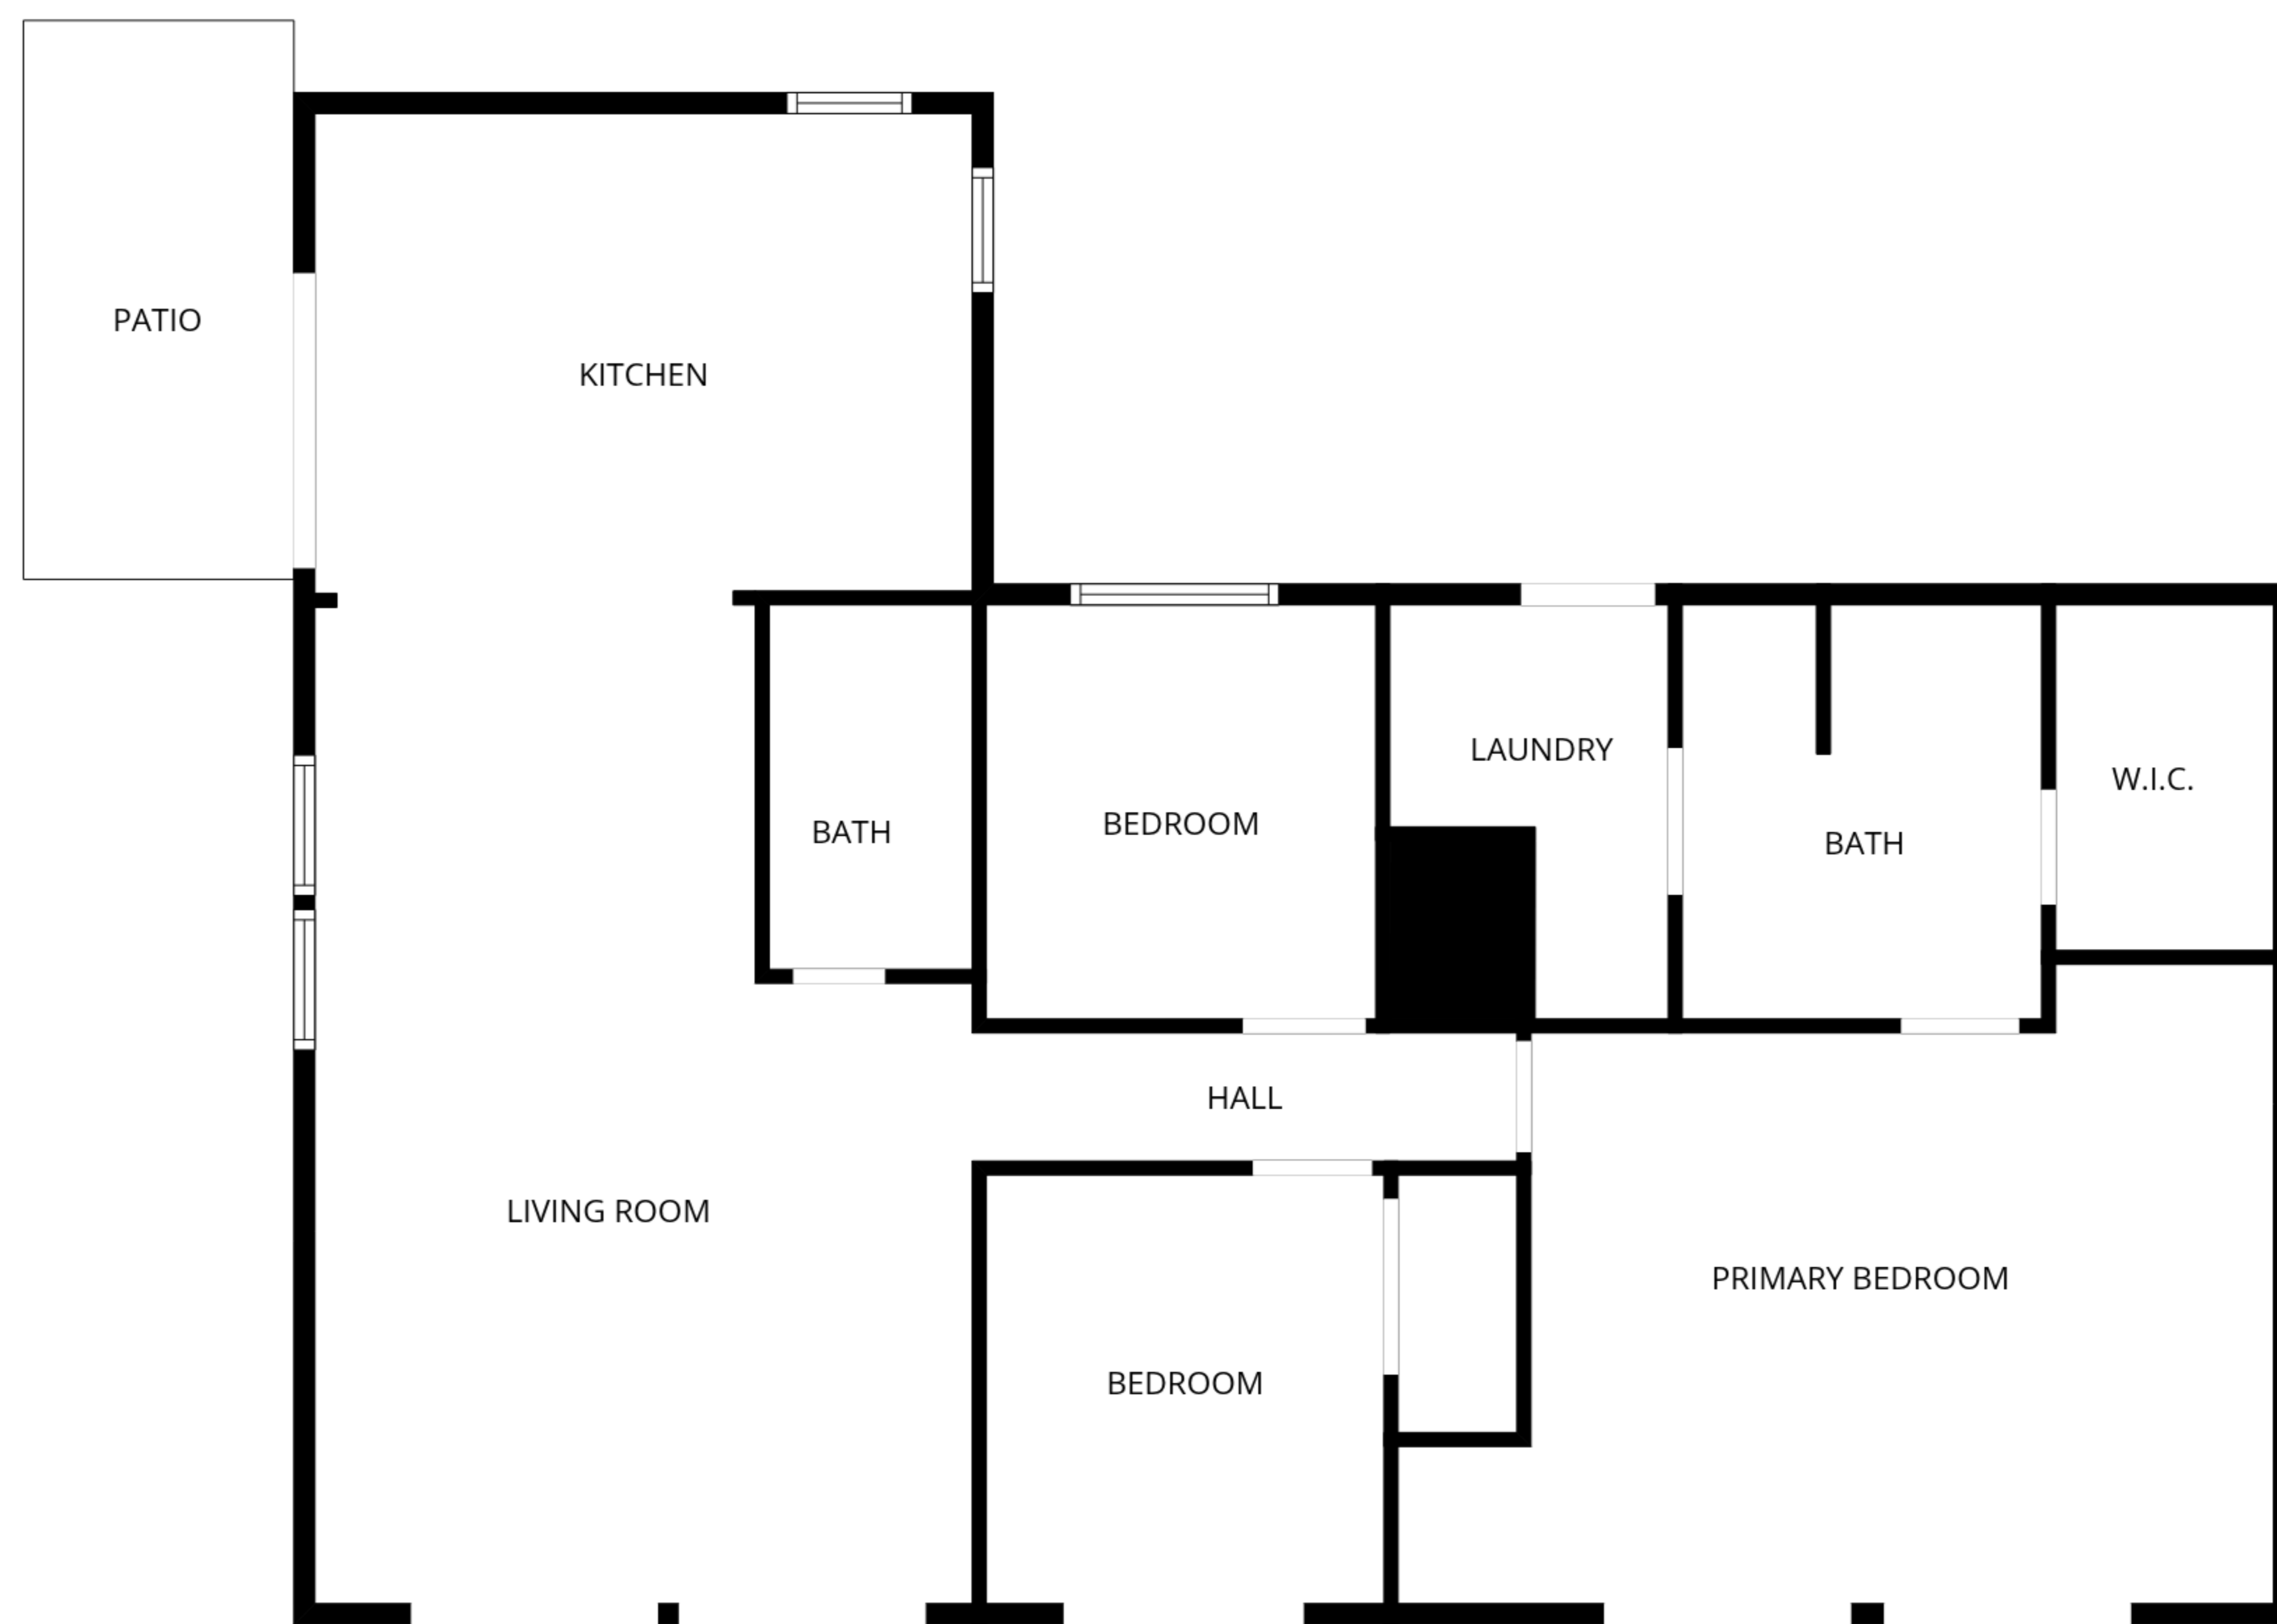 PATIO
KITCHEN
LAUNDRY
W.I.C.
BEDROOM
BATH
BATH
HALL
LIVING ROOM
PRIMARY BEDROOM
BEDROOM